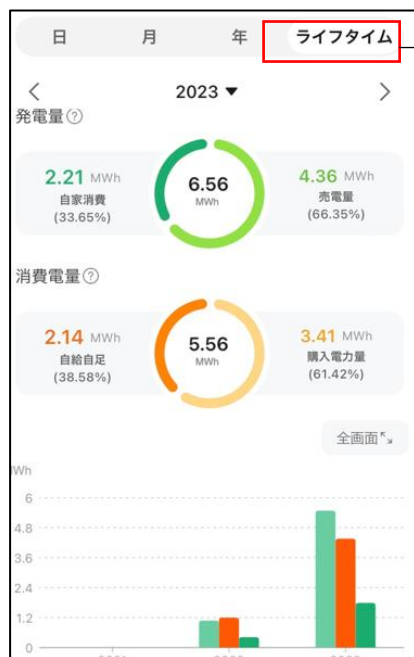 日 月 年 ライフタイム
2023
発電量
2.21 MWh
自家消費
(33.65%)
6.56
MWh
4.36 MWh
売電量
(66.35%)
消費電量
2.14 MWh
自給自足
(38.58%)
5.56
MWh
3.41 MWh
購入電力量
(61.42%)
全画面
6
4.8
3.6
2.4
1.2
0